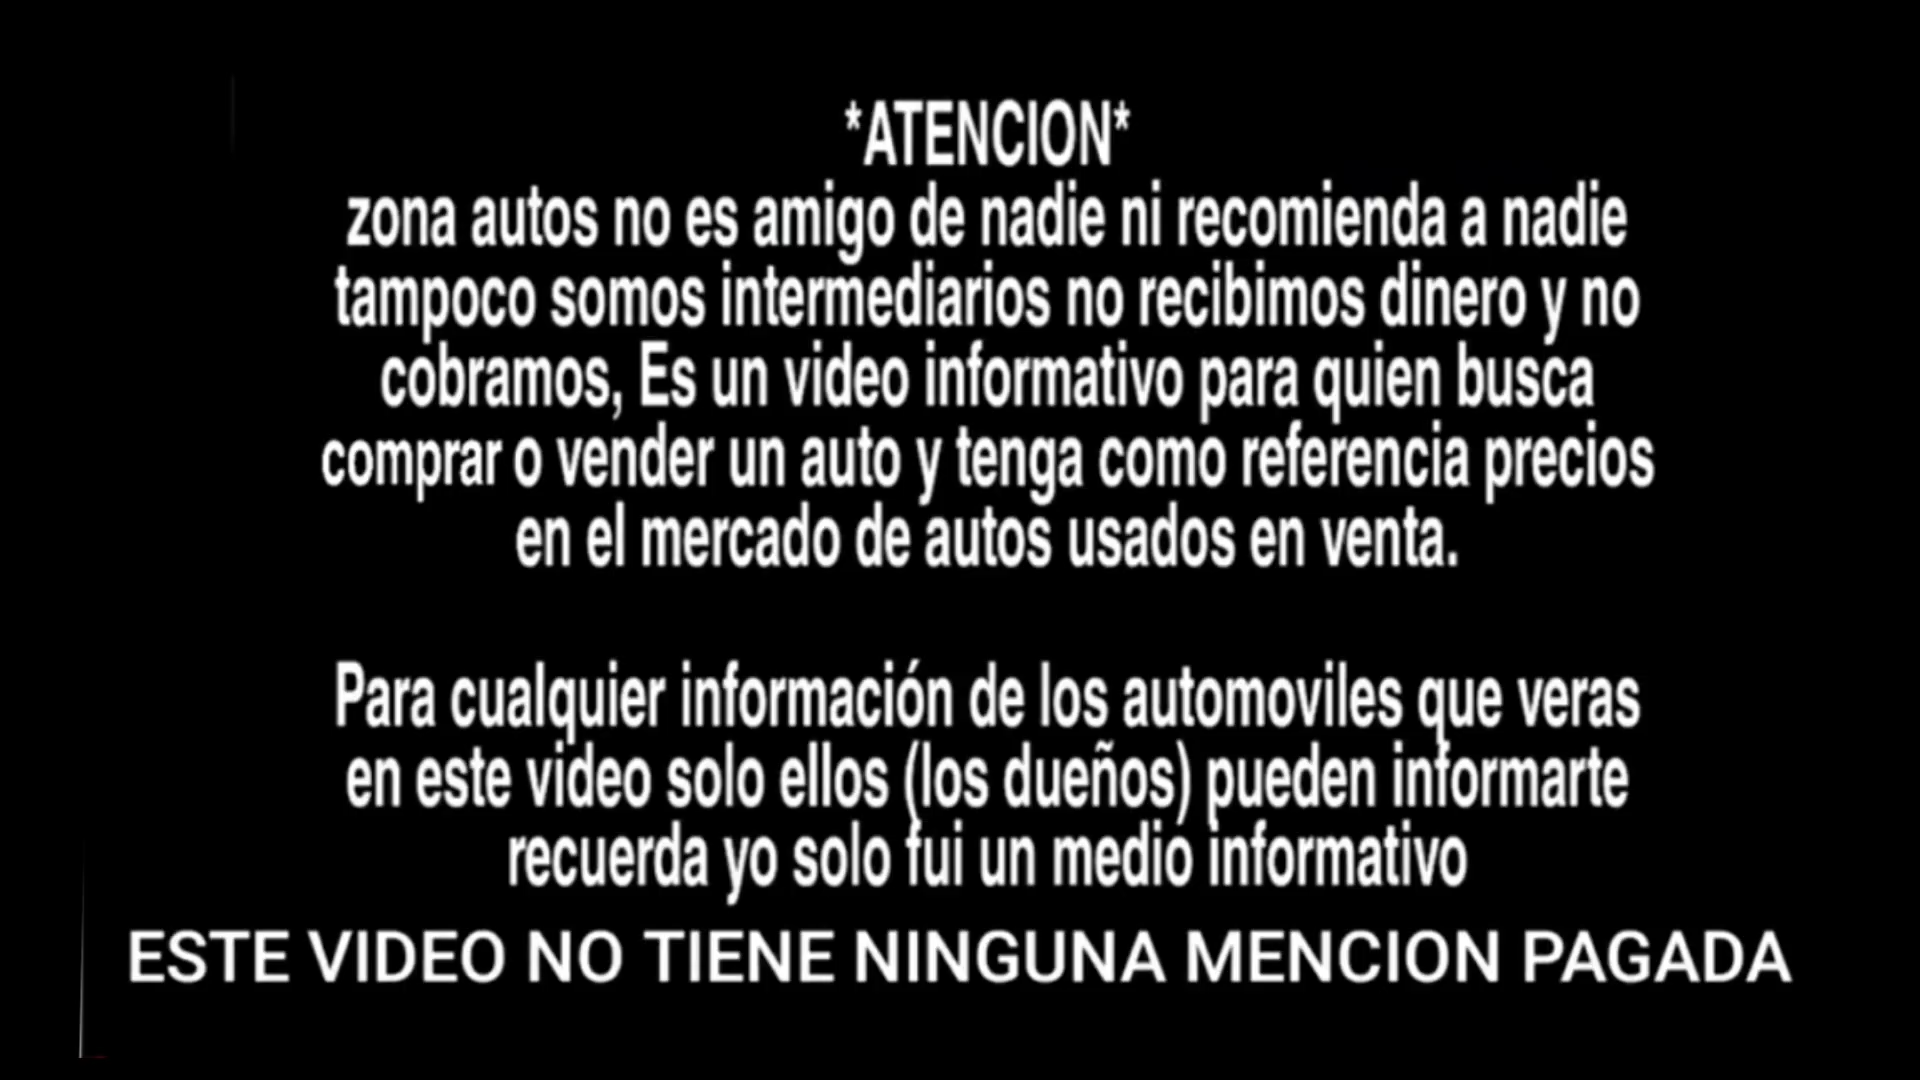 *ATENCION*
zona autos no es amigo de nadie ni recomienda a nadie
tampoco somos intermediarios no recibimos dinero y no
cobramos, Es un video informativo para quien busca
comprar o vender un auto y tenga como referencia precios
en el mercado de autos usados en venta.
Para cualquier información de los automoviles que veras
en este video solo ellos (los dueños) pueden informarte
recuerda yo solo fui un medio informativo
ESTE VIDEO NO TIENE NINGUNA MENCION PAGADA